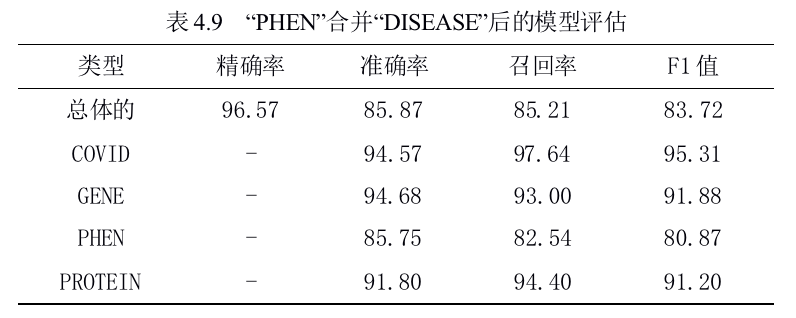 表 4.9 “PHEN”合并“DISEASE”后的模型评估
类型 精确率 准确率 召回率 F1 值
总体的 96.57 85.87 85.21 83.72
COVID - 94.57 97.64 95.31
GENE - 94.68 93.00 91.88
PHEN - 85.75 82.54 80.87
PROTEIN - 91.80 94.40 91.20